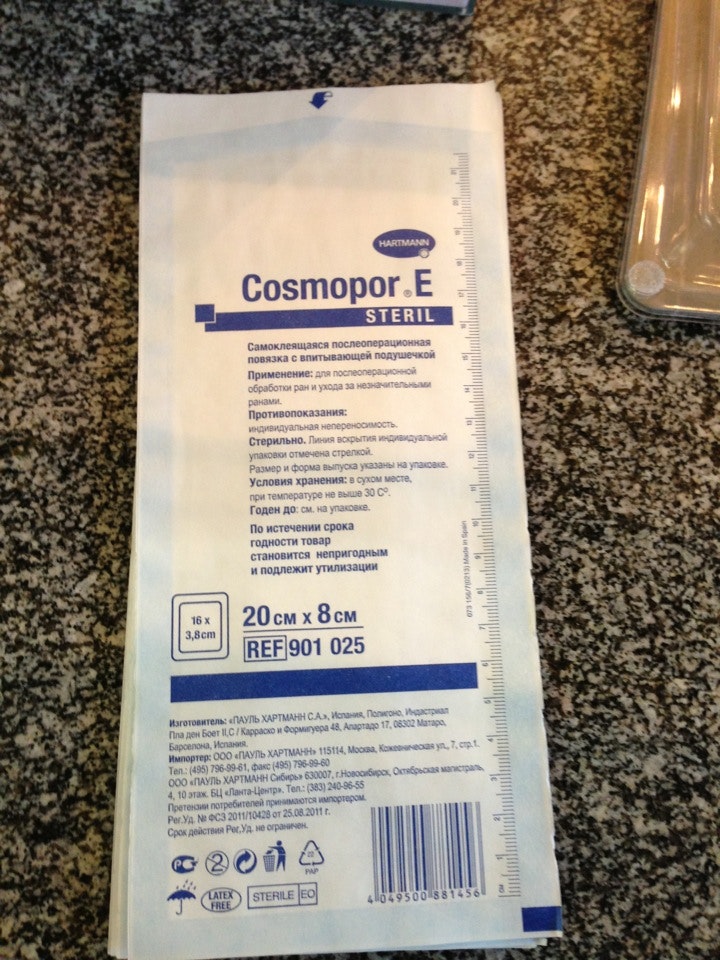 HARTMANN
Cosmopor® E
STERIL
Самоклеящаяся послеоперационная
повязка с впитывающей подушечкой
Применение: для послеоперационной
обработки ран и ухода за незначительными
ранами.
Противопоказания:
индивидуальная непереносимость.
Стерильно. Линия вскрытия индивидуальной
упаковки отмечена стрелкой.
Размер и форма выпуска указаны на упаковке.
Условия хранения: в сухом месте,
при температуре не выше 30 С°.
Годен до: см. на упаковке.
По истечении срока
годности товар
становится непригодным
и подлежит утилизации
16 x
3,8cm
20 см x 8 см
REF 901 025
Изготовитель: «ПАУЛЬ ХАРТМАНН С.А.», Испания, Полигоно, Индастриал
Пла ден Боет II,С / Карраско и Формигуера 48, Апартадо 17, 08302 Матаро,
Барселона, Испания.
Импортер: ООО «ПАУЛЬ ХАРТМАНН» 115114, Москва, Кожевническая ул., 7, стр.1.
Тел.: (495) 796-99-61, факс (495) 796-99-60
ООО «ПАУЛЬ ХАРТМАНН Сибирь» 630007, г.Новосибирск, Октябрьская магистраль,
4, 10 этаж. БЦ «Ланта-Центр». Тел.: (383) 240-96-55
Претензии потребителей принимаются импортером.
Рег.Уд. № ФСЗ 2011/10428 от 25.08.2011 г.
Срок действия Рег.Уд. не ограничен.
PAP
LATEX
FREE
STERILE EO
4 049500 881456
Made in Spain